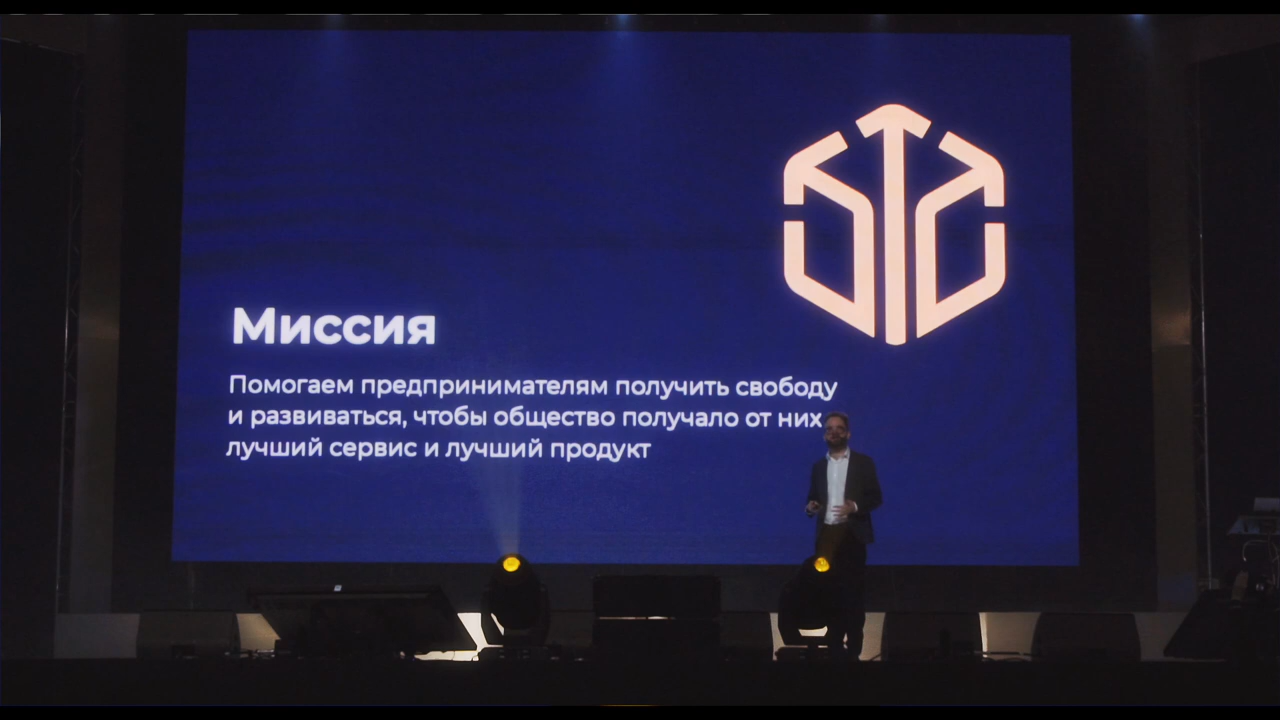 Миссия
Помогаем предпринимателям получить свободу
и развиваться, чтобы общество получало от них
лучший сервис и лучший продукт